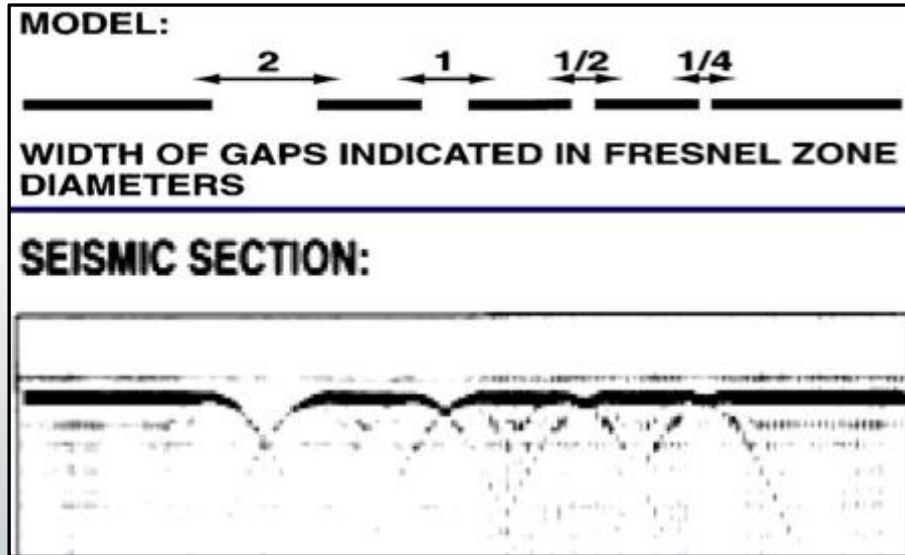 MODEL:
2 1 1/2 1/4
WIDTH OF GAPS INDICATED IN FRESNEL ZONE
DIAMETERS
SEISMIC SECTION: